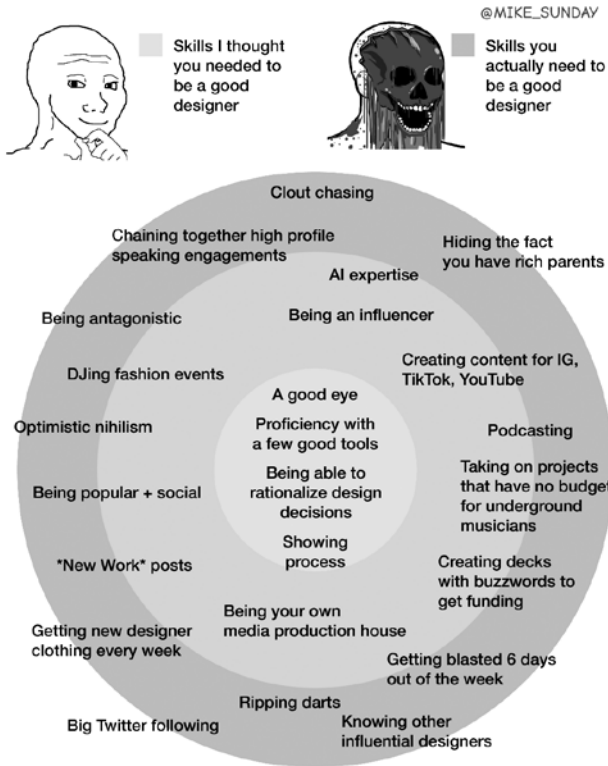 @MIKE_SUNDAY
Skills I thought
you needed to
be a good
designer
Skills you
actually need to
be a good
designer
Clout chasing
Chaining together high profile
speaking engagements
Hiding the fact
you have rich parents
AI expertise
Being an influencer
Being antagonistic
Creating content for IG,
TikTok, YouTube
DJing fashion events
A good eye
Optimistic nihilism
Proficiency with
a few good tools
Podcasting
Being able to
rationalize design
decisions
Taking on projects
that have no budget
for underground
musicians
Being popular + social
Showing
process
*New Work* posts
Creating decks
with buzzwords to
get funding
Being your own
media production house
Getting new designer
clothing every week
Getting blasted 6 days
out of the week
Ripping darts
Big Twitter following
Knowing other
influential designers